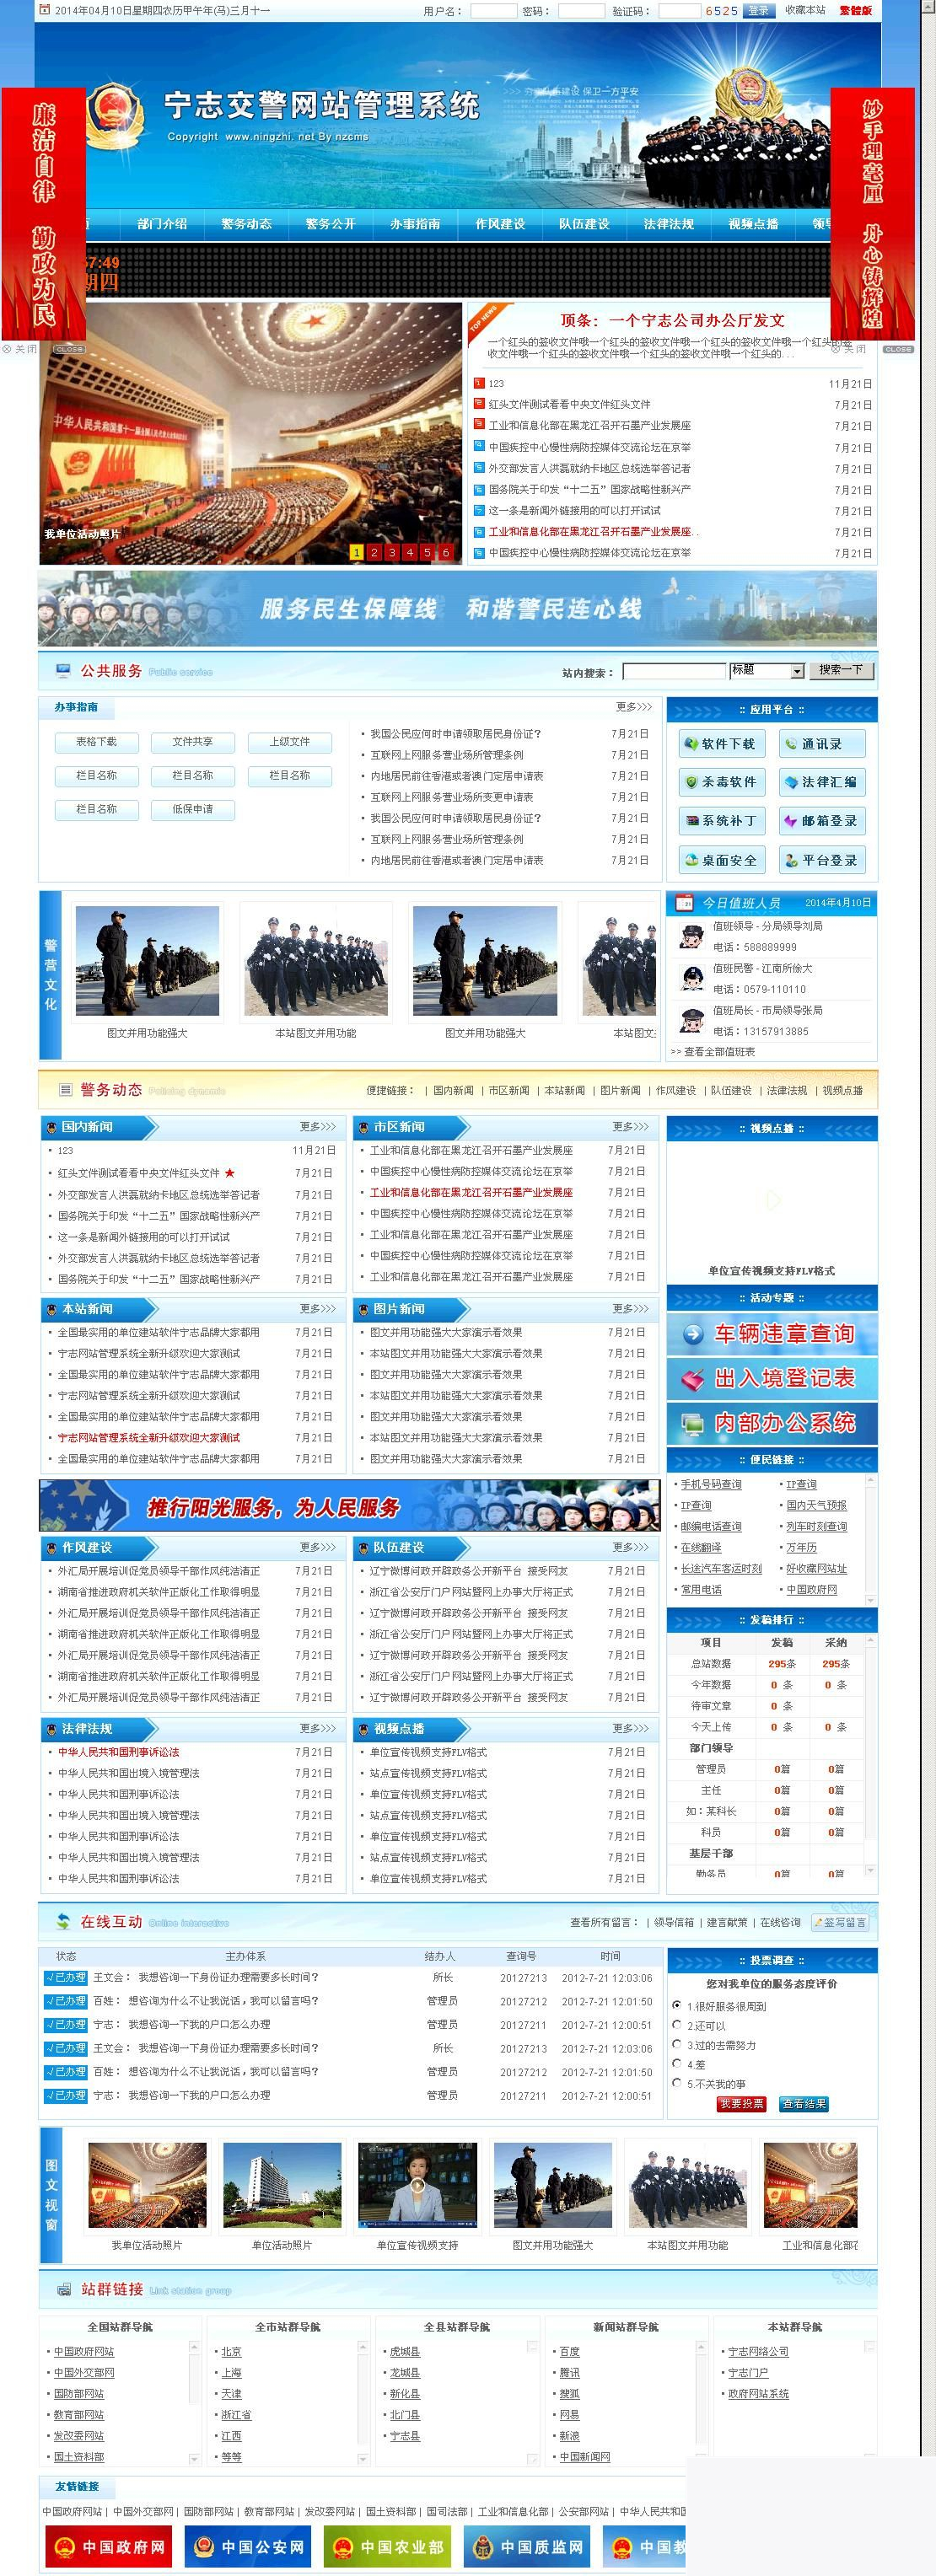 2014年04月10日星期四农历甲午年(马)三月十一 用户名： 密码： 验证码： 6525 登录 收藏本站 繁體版
宁志交警网站管理系统
Copyright www.ningzhi.net By nzcms
保卫一方平安
廉洁自律 勤政为民
妙手理毫厘 丹心铸辉煌
部门介绍 警务动态 警务公开 办事指南 作风建设 队伍建设 法律法规 视频点播
57:49
期四
关闭 CLOSE
关闭 CLOSE
我单位活动照片
1 2 3 4 5 6
TOP NEWS
顶条：一个宁志公司办公厅发文
一个红头的签收文件哦一个红头的签收文件哦一个红头的签收文件哦一个红头的签
收文件哦一个红头的签收文件哦一个红头的签收文件哦一个红头的...
123 11月21日
红头文件测试看看中央文件红头文件 7月21日
工业和信息化部在黑龙江召开石墨产业发展座 7月21日
中国疾控中心慢性病防控媒体交流论坛在京举 7月21日
外交部发言人洪磊就纳卡地区总统选举答记者 7月21日
国务院关于印发“十二五”国家战略性新兴产 7月21日
这一条是新闻外链接用的可以打开试试 7月21日
工业和信息化部在黑龙江召开石墨产业发展座.. 7月21日
中国疾控中心慢性病防控媒体交流论坛在京举 7月21日
服务民生保障线 和谐警民连心线
公共服务 Public service 站内搜索： 标题 搜索一下
办事指南 更多>>>
表格下载 文件共享 上级文件
栏目名称 栏目名称 栏目名称
栏目名称 低保申请
我国公民应何时申请领取居民身份证? 7月21日
互联网上网服务营业场所管理条例 7月21日
内地居民前往香港或者澳门定居申请表 7月21日
互联网上网服务营业场所变更申请表 7月21日
我国公民应何时申请领取居民身份证? 7月21日
互联网上网服务营业场所管理条例 7月21日
内地居民前往香港或者澳门定居申请表 7月21日
:: 应用平台 ::
软件下载 通讯录
杀毒软件 法律汇编
系统补丁 邮箱登录
桌面安全 平台登录
警营文化
图文并用功能强大 本站图文并用功能 图文并用功能强大 本站图文
今日值班人员 2014年4月10日
值班领导 - 分局领导刘局
电话：588889999
值班民警 - 江南所徐大
电话：0579-110110
值班局长 - 市局领导张局
电话：13157913885
>> 查看全部值班表
警务动态 Policing dynamic 便捷链接： | 国内新闻 | 市区新闻 | 本站新闻 | 图片新闻 | 作风建设 | 队伍建设 | 法律法规 | 视频点播
国内新闻 更多>>>
123 11月21日
红头文件测试看看中央文件红头文件 ★ 7月21日
外交部发言人洪磊就纳卡地区总统选举答记者 7月21日
国务院关于印发“十二五”国家战略性新兴产 7月21日
这一条是新闻外链接用的可以打开试试 7月21日
外交部发言人洪磊就纳卡地区总统选举答记者 7月21日
国务院关于印发“十二五”国家战略性新兴产 7月21日
市区新闻 更多>>>
工业和信息化部在黑龙江召开石墨产业发展座 7月21日
中国疾控中心慢性病防控媒体交流论坛在京举 7月21日
工业和信息化部在黑龙江召开石墨产业发展座 7月21日
中国疾控中心慢性病防控媒体交流论坛在京举 7月21日
工业和信息化部在黑龙江召开石墨产业发展座 7月21日
中国疾控中心慢性病防控媒体交流论坛在京举 7月21日
工业和信息化部在黑龙江召开石墨产业发展座 7月21日
:: 视频点播 ::
单位宣传视频支持FLV格式
:: 活动专题 ::
车辆违章查询
出入境登记表
内部办公系统
本站新闻 更多>>>
全国最实用的单位建站软件宁志品牌大家都用 7月21日
宁志网站管理系统全新升级欢迎大家测试 7月21日
全国最实用的单位建站软件宁志品牌大家都用 7月21日
宁志网站管理系统全新升级欢迎大家测试 7月21日
全国最实用的单位建站软件宁志品牌大家都用 7月21日
宁志网站管理系统全新升级欢迎大家测试 7月21日
全国最实用的单位建站软件宁志品牌大家都用 7月21日
图片新闻 更多>>>
图文并用功能强大大家演示看效果 7月21日
本站图文并用功能强大大家演示看效果 7月21日
图文并用功能强大大家演示看效果 7月21日
本站图文并用功能强大大家演示看效果 7月21日
图文并用功能强大大家演示看效果 7月21日
本站图文并用功能强大大家演示看效果 7月21日
图文并用功能强大大家演示看效果 7月21日
:: 便民链接 ::
手机号码查询 IP查询
IP查询 国内天气预报
邮编电话查询 列车时刻查询
在线翻译 万年历
长途汽车客运时刻 好收藏网站址
常用电话 中国政府网
推行阳光服务，为人民服务
作风建设 更多>>>
外汇局开展培训促党员领导干部作风纯洁清正 7月21日
湖南省推进政府机关软件正版化工作取得明显 7月21日
外汇局开展培训促党员领导干部作风纯洁清正 7月21日
湖南省推进政府机关软件正版化工作取得明显 7月21日
外汇局开展培训促党员领导干部作风纯洁清正 7月21日
湖南省推进政府机关软件正版化工作取得明显 7月21日
外汇局开展培训促党员领导干部作风纯洁清正 7月21日
队伍建设 更多>>>
辽宁微博问政开辟政务公开新平台 接受网友 7月21日
浙江省公安厅门户网站暨网上办事大厅将正式 7月21日
辽宁微博问政开辟政务公开新平台 接受网友 7月21日
浙江省公安厅门户网站暨网上办事大厅将正式 7月21日
辽宁微博问政开辟政务公开新平台 接受网友 7月21日
浙江省公安厅门户网站暨网上办事大厅将正式 7月21日
辽宁微博问政开辟政务公开新平台 接受网友 7月21日
:: 发稿排行 ::
项目 发稿 采纳
总站数据 295条 295条
今年数据 0 条 0 条
待审文章 0 条
今天上传 0 条 0 条
部门领导
管理员 0篇 0篇
主任 0篇 0篇
如：某科长 0篇 0篇
科员 0篇 0篇
基层干部
勤务员 0篇 0篇
法律法规 更多>>>
中华人民共和国刑事诉讼法 7月21日
中华人民共和国出境入境管理法 7月21日
中华人民共和国刑事诉讼法 7月21日
中华人民共和国出境入境管理法 7月21日
中华人民共和国刑事诉讼法 7月21日
中华人民共和国出境入境管理法 7月21日
中华人民共和国刑事诉讼法 7月21日
视频点播 更多>>>
单位宣传视频支持FLV格式 7月21日
站点宣传视频支持FLV格式 7月21日
单位宣传视频支持FLV格式 7月21日
站点宣传视频支持FLV格式 7月21日
单位宣传视频支持FLV格式 7月21日
站点宣传视频支持FLV格式 7月21日
单位宣传视频支持FLV格式 7月21日
在线互动 Online interactive 查看所有留言： | 领导信箱 | 建言献策 | 在线咨询 签写留言
状态 主办体系 结办人 查询号 时间
√已办理 王文会： 我想咨询一下身份证办理需要多长时间? 所长 20127213 2012-7-21 12:03:06
√已办理 百姓： 想咨询为什么不让我说话，我可以留言吗? 管理员 20127212 2012-7-21 12:01:50
√已办理 宁志： 我想咨询一下我的户口怎么办理 管理员 20127211 2012-7-21 12:00:51
√已办理 王文会： 我想咨询一下身份证办理需要多长时间? 所长 20127213 2012-7-21 12:03:06
√已办理 百姓： 想咨询为什么不让我说话，我可以留言吗? 管理员 20127212 2012-7-21 12:01:50
√已办理 宁志： 我想咨询一下我的户口怎么办理 管理员 20127211 2012-7-21 12:00:51
:: 投票调查 ::
您对我单位的服务态度评价
1.很好服务很周到
2.还可以
3.过的去需努力
4.差
5.不关我的事
我要投票 查看结果
图文视窗
我单位活动照片 单位活动照片 单位宣传视频支持 图文并用功能强大 本站图文并用功能 工业和信息化部在
站群链接 Link station group
全国站群导航 全市站群导航 全县站群导航 新闻站群导航 本站群导航
中国政府网站 北京 虎城县 百度 宁志网络公司
中国外交部网 上海 龙城县 腾讯 宁志门户
国防部网站 天津 新化县 搜狐 政府网站系统
教育部网站 浙江省 北门县 网易
发改委网站 江西 宁志县 新浪
国土资料部 等等 中国新闻网
友情链接
中国政府网站 | 中国外交部网 | 国防部网站 | 教育部网站 | 发改委网站 | 国土资料部 | 国司法部 | 工业和信息化部 | 公安部网站 | 中华人民共和国
中国政府网 中国公安网 中国农业部 中国质监网 中国教